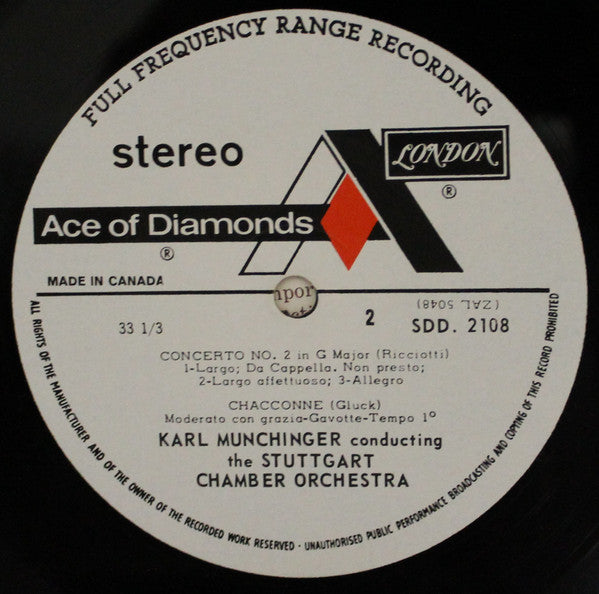 FULL FREQUENCY RANGE RECORDING
stereo
LONDON
®
Ace of Diamonds
®
MADE IN CANADA
33 1/3
2
(ZAL 5048)
SDD. 2108
CONCERTO NO. 2 in G Major (Ricciotti)
1-Largo; Da Cappella. Non presto;
2-Largo affettuoso; 3-Allegro
CHACCONNE (Gluck)
Moderato con grazia-Gavotte-Tempo 1º
KARL MUNCHINGER conducting
the STUTTGART
CHAMBER ORCHESTRA
ALL RIGHTS OF THE MANUFACTURER AND OF THE OWNER OF THE RECORDED WORK RESERVED · UNAUTHORISED PUBLIC PERFORMANCE BROADCASTING AND COPYING OF THIS RECORD PROHIBITED